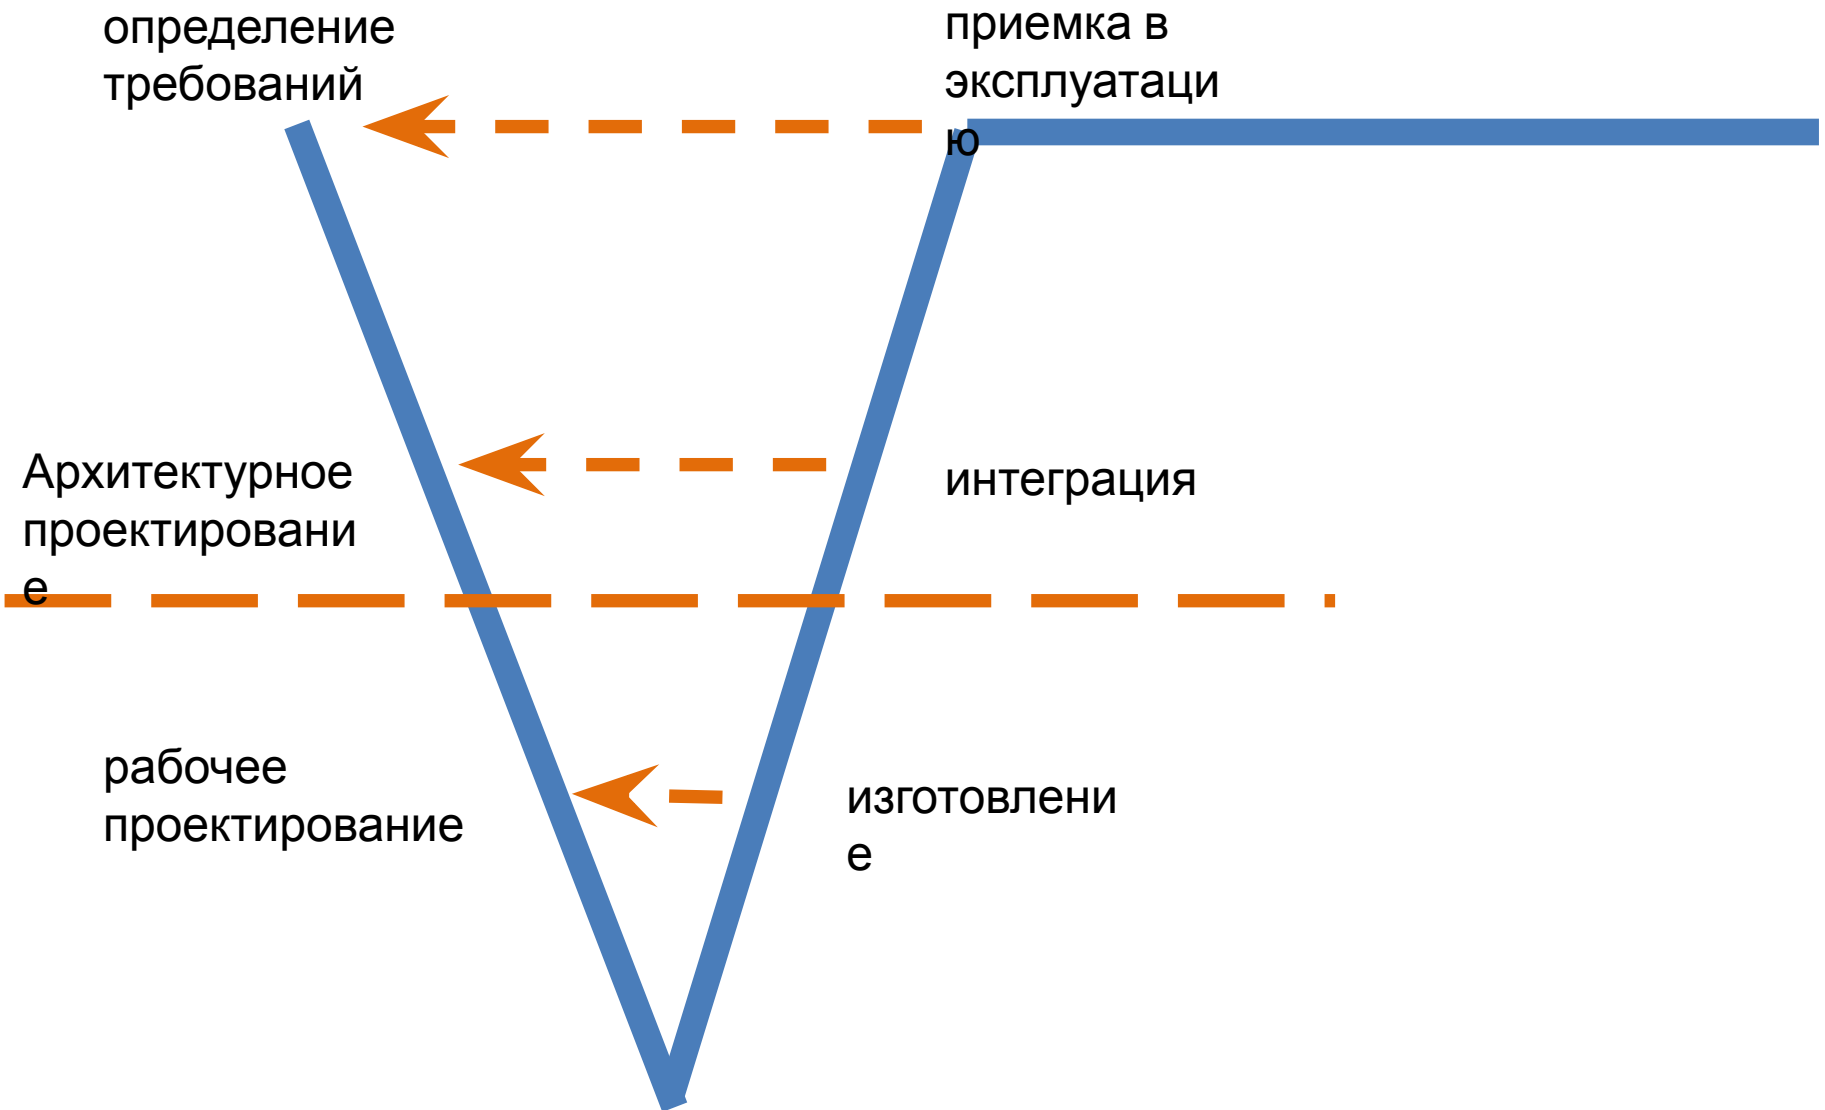 определение
требований
приемка в
эксплуатаци
ю
Архитектурное
проектировани
е
интеграция
рабочее
проектирование
изготовлени
е